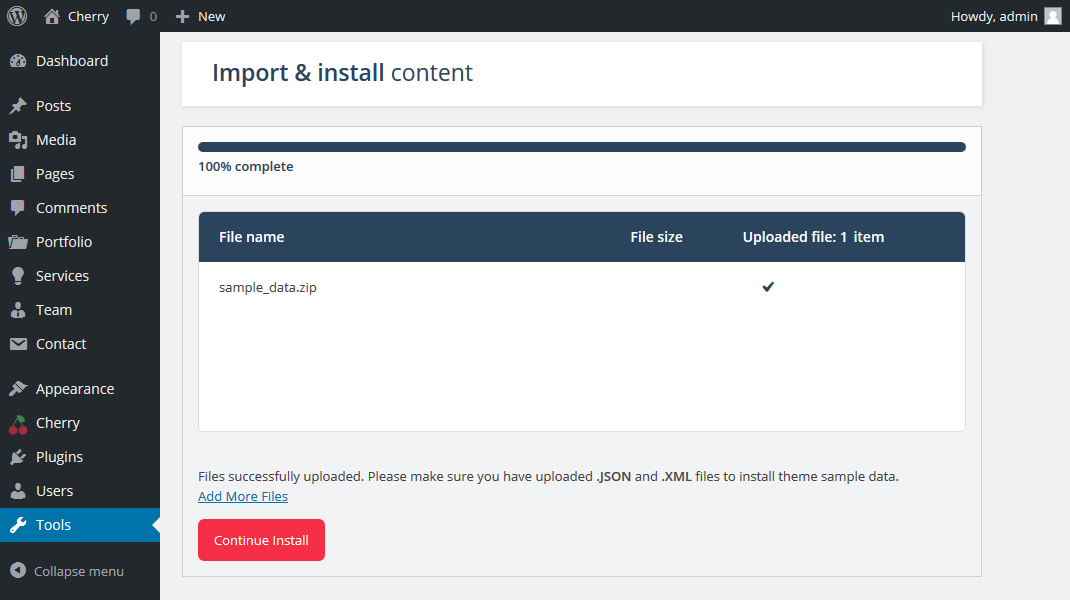 Cherry 0 New Howdy, admin
Dashboard
Posts
Media
Pages
Comments
Portfolio
Services
Team
Contact
Appearance
Cherry
Plugins
Users
Tools
Collapse menu
Import & install content
100% complete
File name File size Uploaded file: 1 item
sample_data.zip
Files successfully uploaded. Please make sure you have uploaded .JSON and .XML files to install theme sample data.
Add More Files
Continue Install